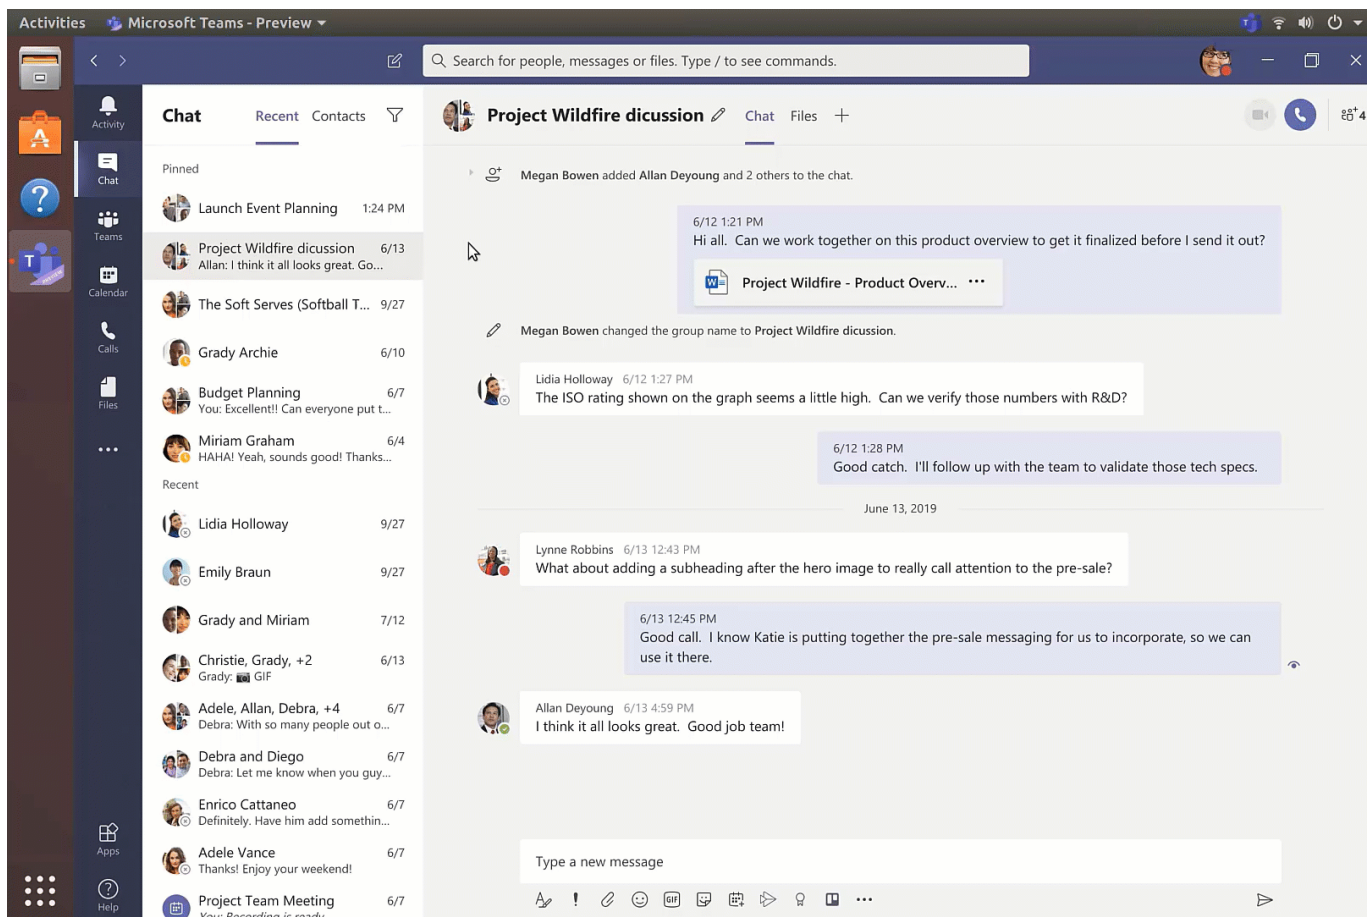 Activities
Microsoft Teams - Preview
Search for people, messages or files. Type / to see commands.
Activity
Chat
Teams
Calendar
Calls
Files
Apps
Help
Chat
Recent
Contacts
Pinned
Launch Event Planning 1:24 PM
Project Wildfire dicussion 6/13
Allan: I think it all looks great. Go...
The Soft Serves (Softball T... 9/27
Grady Archie 6/10
Budget Planning 6/7
You: Excellent!! Can everyone put t...
Miriam Graham 6/4
HAHA! Yeah, sounds good! Thanks...
Recent
Lidia Holloway 9/27
Emily Braun 9/27
Grady and Miriam 7/12
Christie, Grady, +2 6/13
Grady: GIF
Adele, Allan, Debra, +4 6/7
Debra: With so many people out o...
Debra and Diego 6/7
Debra: Let me know when you guy...
Enrico Cattaneo 6/7
Definitely. Have him add somethin...
Adele Vance 6/7
Thanks! Enjoy your weekend!
Project Team Meeting 6/7
You: Recording is ready
Project Wildfire dicussion
Chat
Files
4
Megan Bowen added Allan Deyoung and 2 others to the chat.
6/12 1:21 PM
Hi all. Can we work together on this product overview to get it finalized before I send it out?
Project Wildfire - Product Overv...
Megan Bowen changed the group name to Project Wildfire dicussion.
Lidia Holloway 6/12 1:27 PM
The ISO rating shown on the graph seems a little high. Can we verify those numbers with R&D?
6/12 1:28 PM
Good catch. I'll follow up with the team to validate those tech specs.
June 13, 2019
Lynne Robbins 6/13 12:43 PM
What about adding a subheading after the hero image to really call attention to the pre-sale?
6/13 12:45 PM
Good call. I know Katie is putting together the pre-sale messaging for us to incorporate, so we can
use it there.
Allan Deyoung 6/13 4:59 PM
I think it all looks great. Good job team!
Type a new message
GIF